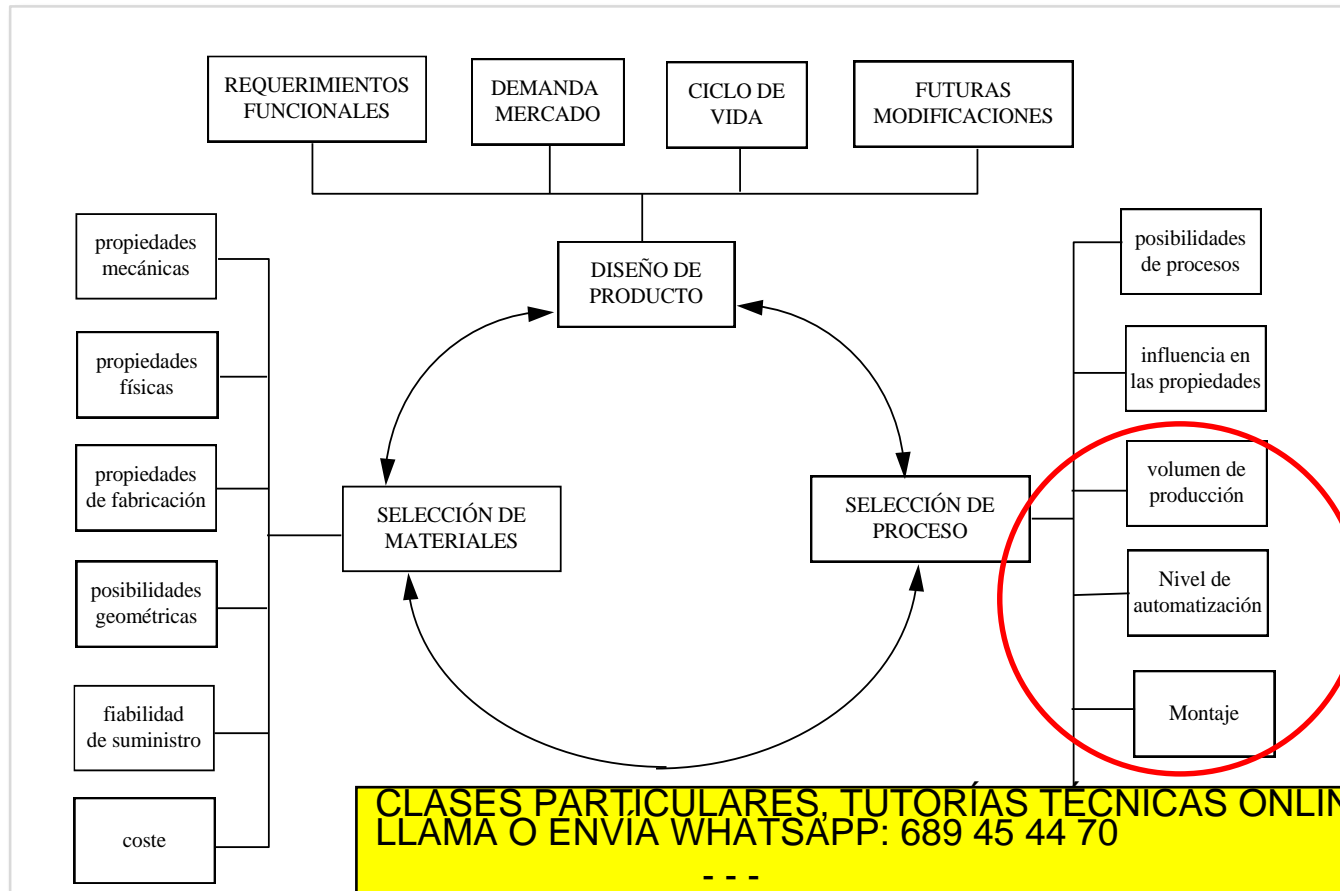 REQUERIMIENTOS
FUNCIONALES
DEMANDA
MERCADO
CICLO DE
VIDA
FUTURAS
MODIFICACIONES
DISEÑO DE
PRODUCTO
propiedades
mecánicas
propiedades
físicas
propiedades
de fabricación
posibilidades
geométricas
fiabilidad
de suministro
coste
SELECCIÓN DE
MATERIALES
SELECCIÓN DE
PROCESO
posibilidades
de procesos
influencia en
las propiedades
volumen de
producción
Nivel de
automatización
Montaje
CLASES PARTICULARES, TUTORÍAS TÉCNICAS ONLIN
LLAMA O ENVÍA WHATSAPP: 689 45 44 70
- - -